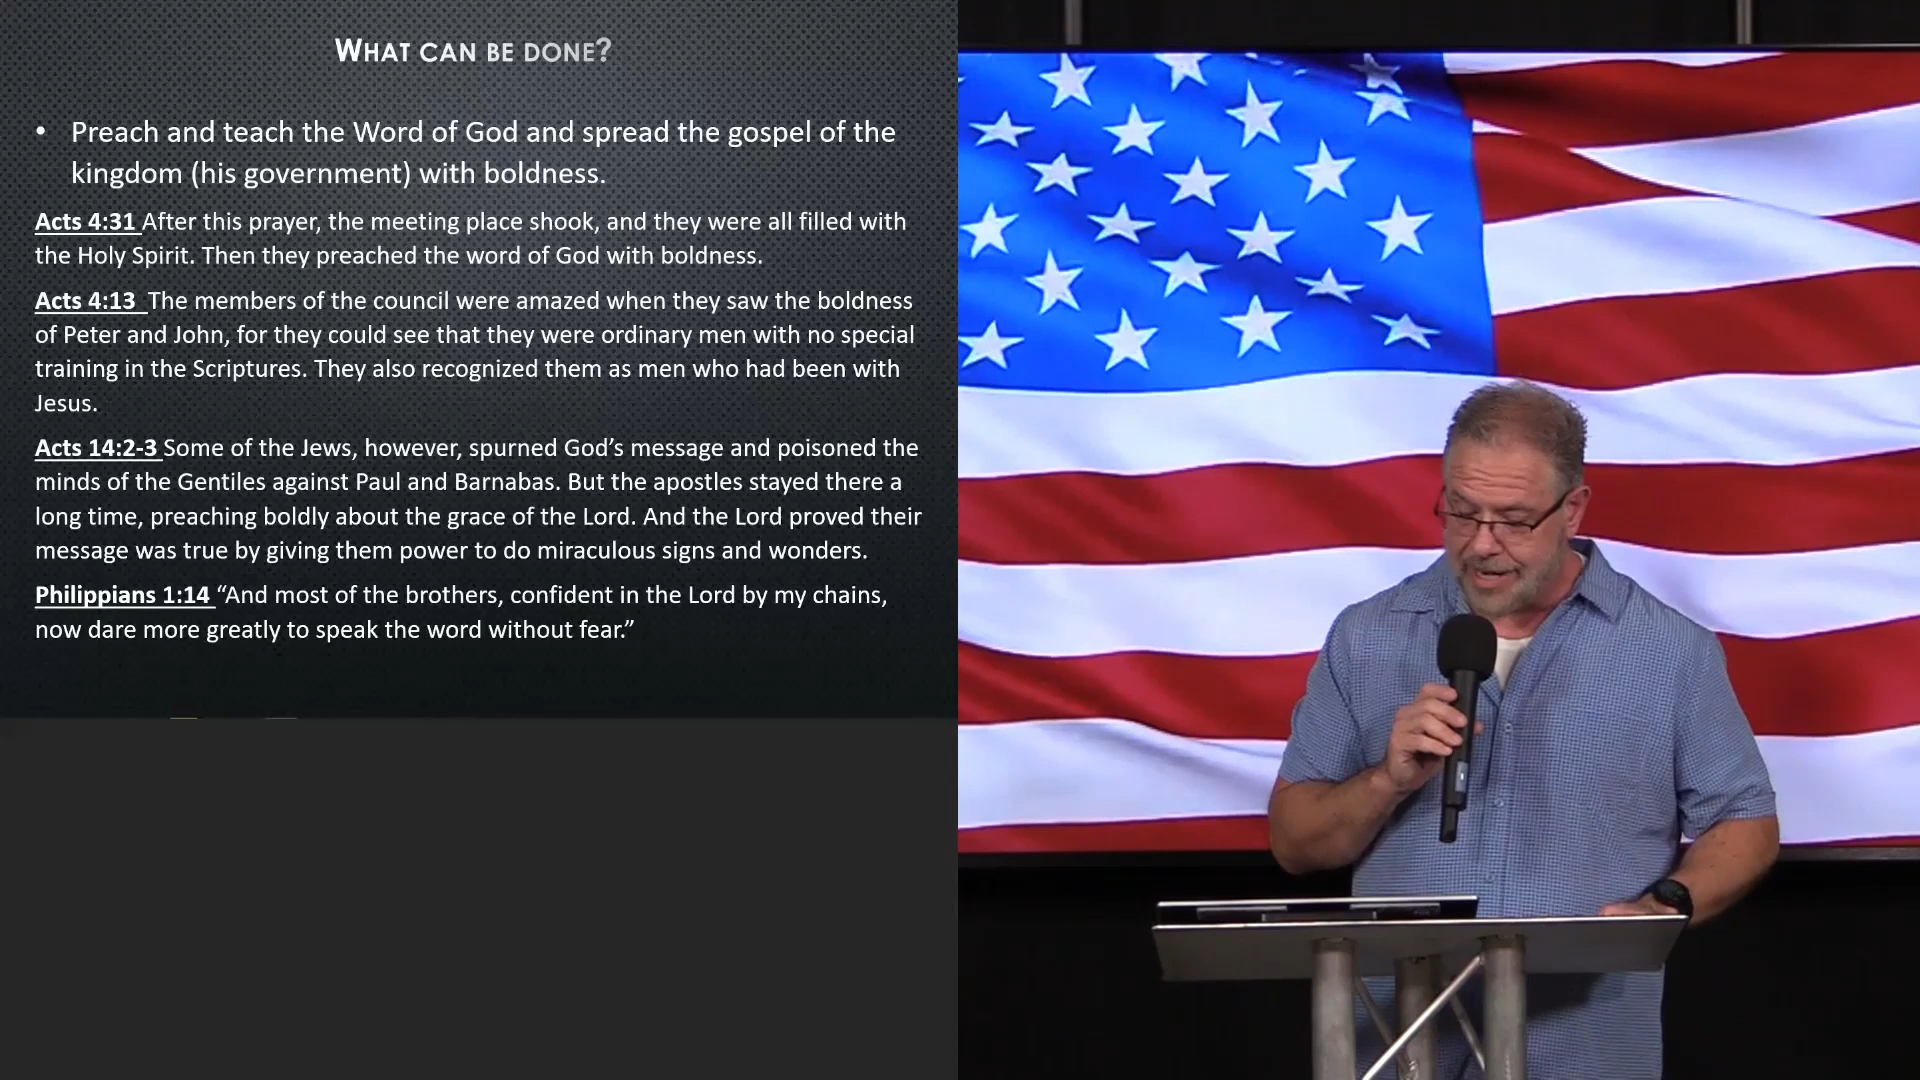 WHAT CAN BE DONE?
• Preach and teach the Word of God and spread the gospel of the
kingdom (his government) with boldness.
Acts 4:31 After this prayer, the meeting place shook, and they were all filled with
the Holy Spirit. Then they preached the word of God with boldness.
Acts 4:13 The members of the council were amazed when they saw the boldness
of Peter and John, for they could see that they were ordinary men with no special
training in the Scriptures. They also recognized them as men who had been with
Jesus.
Acts 14:2-3 Some of the Jews, however, spurned God’s message and poisoned the
minds of the Gentiles against Paul and Barnabas. But the apostles stayed there a
long time, preaching boldly about the grace of the Lord. And the Lord proved their
message was true by giving them power to do miraculous signs and wonders.
Philippians 1:14 “And most of the brothers, confident in the Lord by my chains,
now dare more greatly to speak the word without fear.”